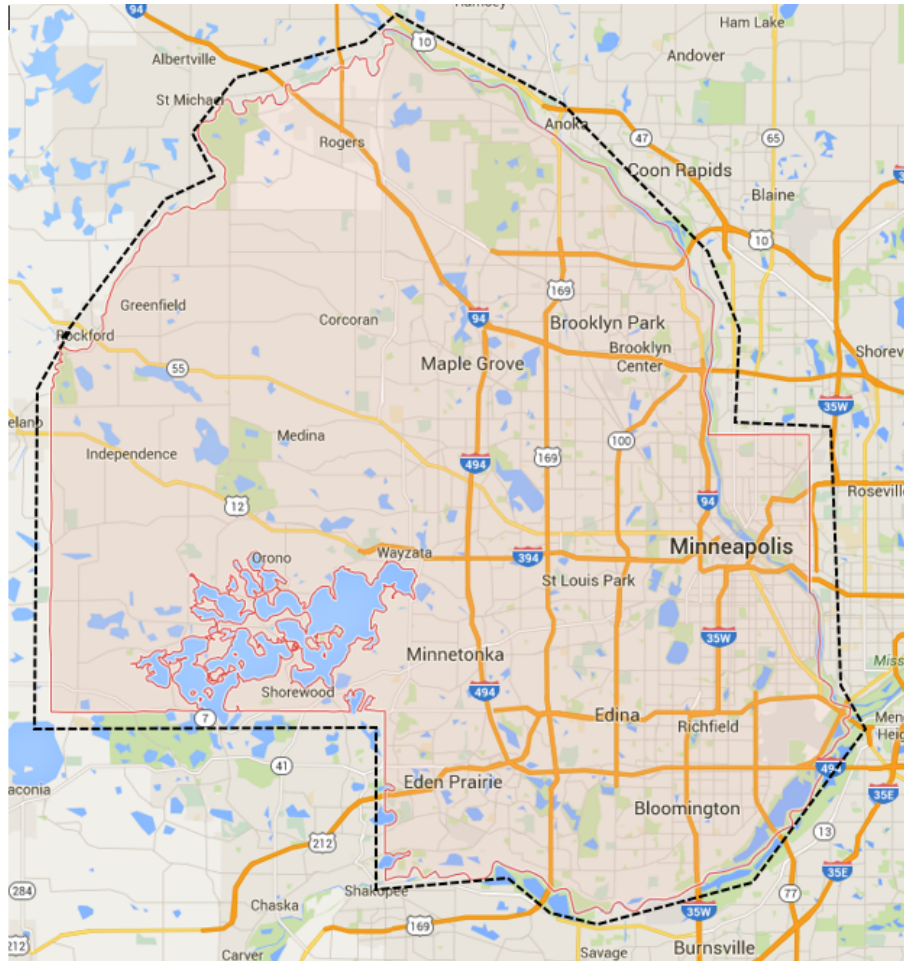 94
Ham Lake
10
Albertville
Andover
St Michael
Anoka
Rogers
47
65
Coon Rapids
Blaine
10
169
Greenfield
Corcoran
94
Brooklyn Park
Rockford
Brooklyn
Center
Maple Grove
55
35W
100
Medina
Independence
494
169
12
94
Roseville
Minneapolis
Orono
Wayzata
394
St Louis Park
35W
Minnetonka
Shorewood
494
7
Edina
Richfield
41
Eden Prairie
494
35E
Bloomington
13
212
35E
284
Shakopee
77
Chaska
169
35W
212
Carver
Savage
Burnsville